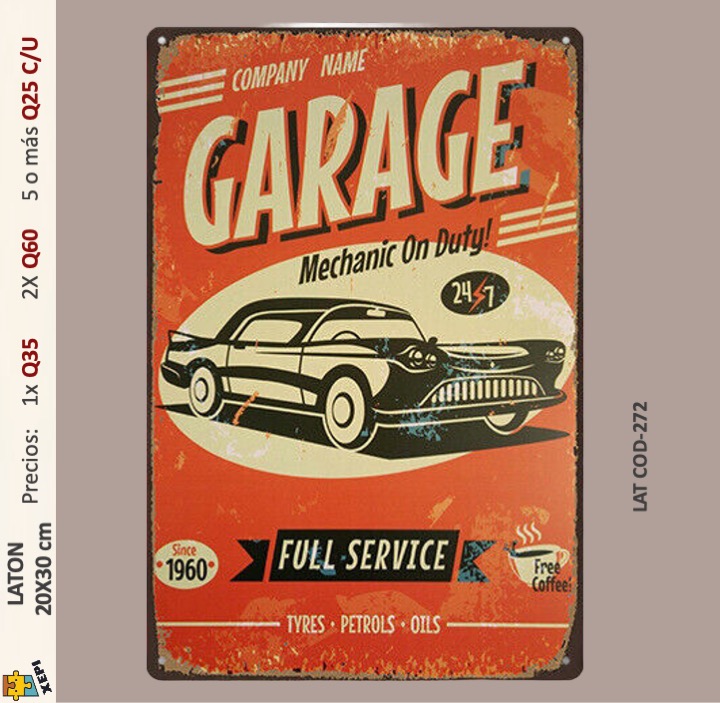 COMPANY NAME
GARAGE
Mechanic On Duty!
24 7
Since
1960
FULL SERVICE
Free
Coffee!
TYRES • PETROLS • OILS
LATON
20X30 cm
Precios: 1x Q35 2X Q60 5 o más Q25 C/U
XEPI
LAT COD-272